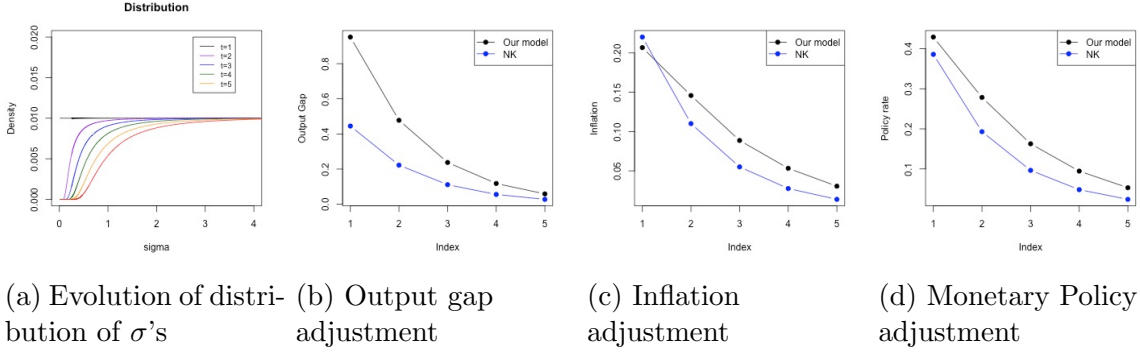 Distribution
Density
0.000 0.005 0.010 0.015 0.020
t=1
t=2
t=3
t=4
t=5
0 1 2 3 4
sigma
Output Gap
0.0 0.2 0.4 0.6 0.8
Our model
NK
1 2 3 4 5
Index
Inflation
0.05 0.10 0.15 0.20
Our model
NK
1 2 3 4 5
Index
Policy rate
0.1 0.2 0.3 0.4
Our model
NK
1 2 3 4 5
Index
(a) Evolution of distri-
bution of σ's
(b) Output gap
adjustment
(c) Inflation
adjustment
(d) Monetary Policy
adjustment